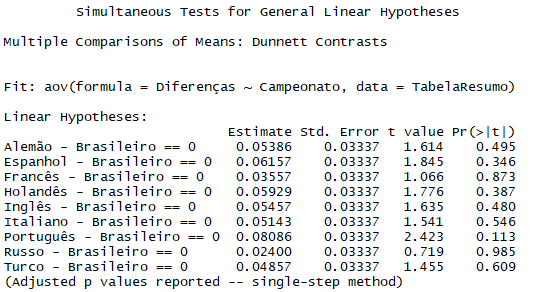 Simultaneous Tests for General Linear Hypotheses
Multiple Comparisons of Means: Dunnett Contrasts
Fit: aov(formula = Diferenças ~ Campeonato, data = TabelaResumo)
Linear Hypotheses:
Estimate Std. Error t value Pr(>|t|)
Alemão - Brasileiro == 0 0.05386 0.03337 1.614 0.495
Espanhol - Brasileiro == 0 0.06157 0.03337 1.845 0.346
Francês - Brasileiro == 0 0.03557 0.03337 1.066 0.873
Holandês - Brasileiro == 0 0.05929 0.03337 1.776 0.387
Inglês - Brasileiro == 0 0.05457 0.03337 1.635 0.480
Italiano - Brasileiro == 0 0.05143 0.03337 1.541 0.546
Português - Brasileiro == 0 0.08086 0.03337 2.423 0.113
Russo - Brasileiro == 0 0.02400 0.03337 0.719 0.985
Turco - Brasileiro == 0 0.04857 0.03337 1.455 0.609
(Adjusted p values reported -- single-step method)